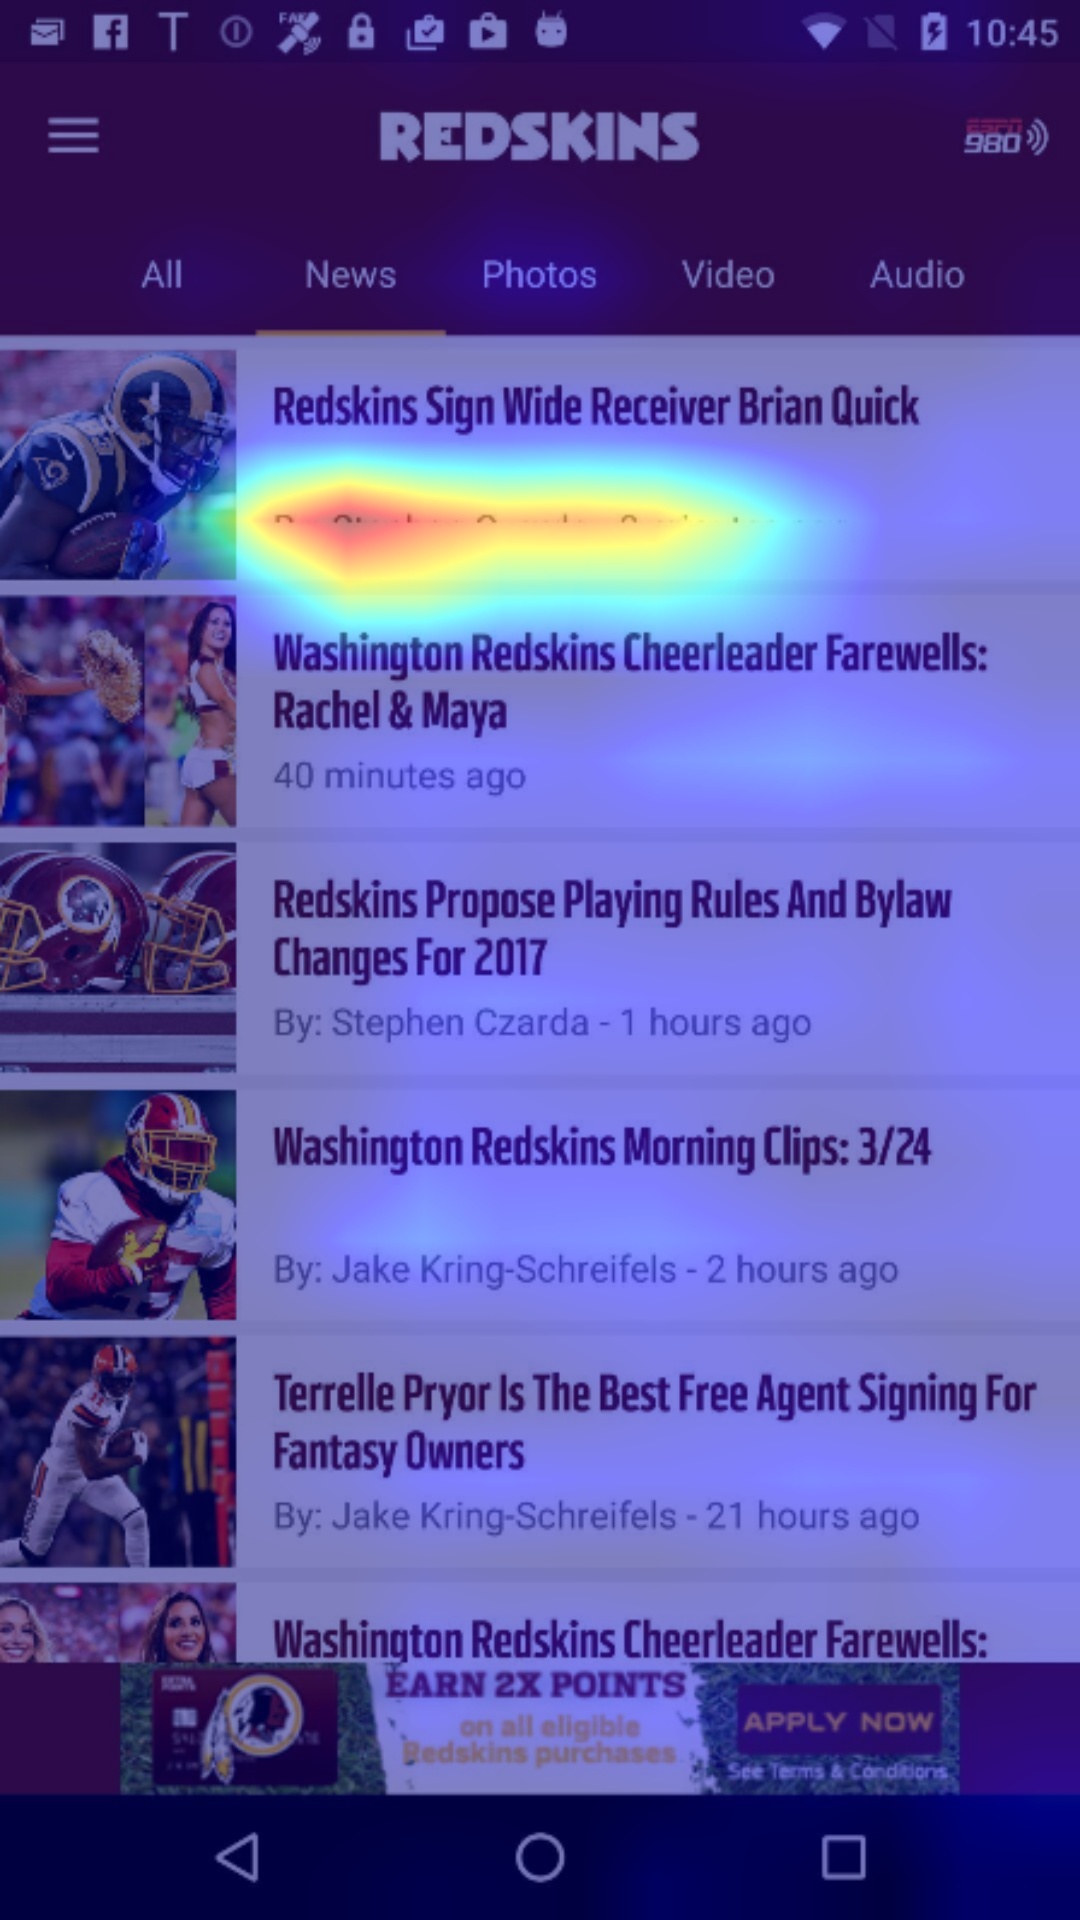 FAKE
10:45
REDSKINS
ESPN
980
All News Photos Video Audio
Redskins Sign Wide Receiver Brian Quick
Washington Redskins Cheerleader Farewells:
Rachel & Maya
40 minutes ago
Redskins Propose Playing Rules And Bylaw
Changes For 2017
By: Stephen Czarda - 1 hours ago
Washington Redskins Morning Clips: 3/24
By: Jake Kring-Schreifels - 2 hours ago
Terrelle Pryor Is The Best Free Agent Signing For
Fantasy Owners
By: Jake Kring-Schreifels - 21 hours ago
Washington Redskins Cheerleader Farewells:
EARN 2X POINTS
on all eligible
Redskins purchases
APPLY NOW
See Terms & Conditions